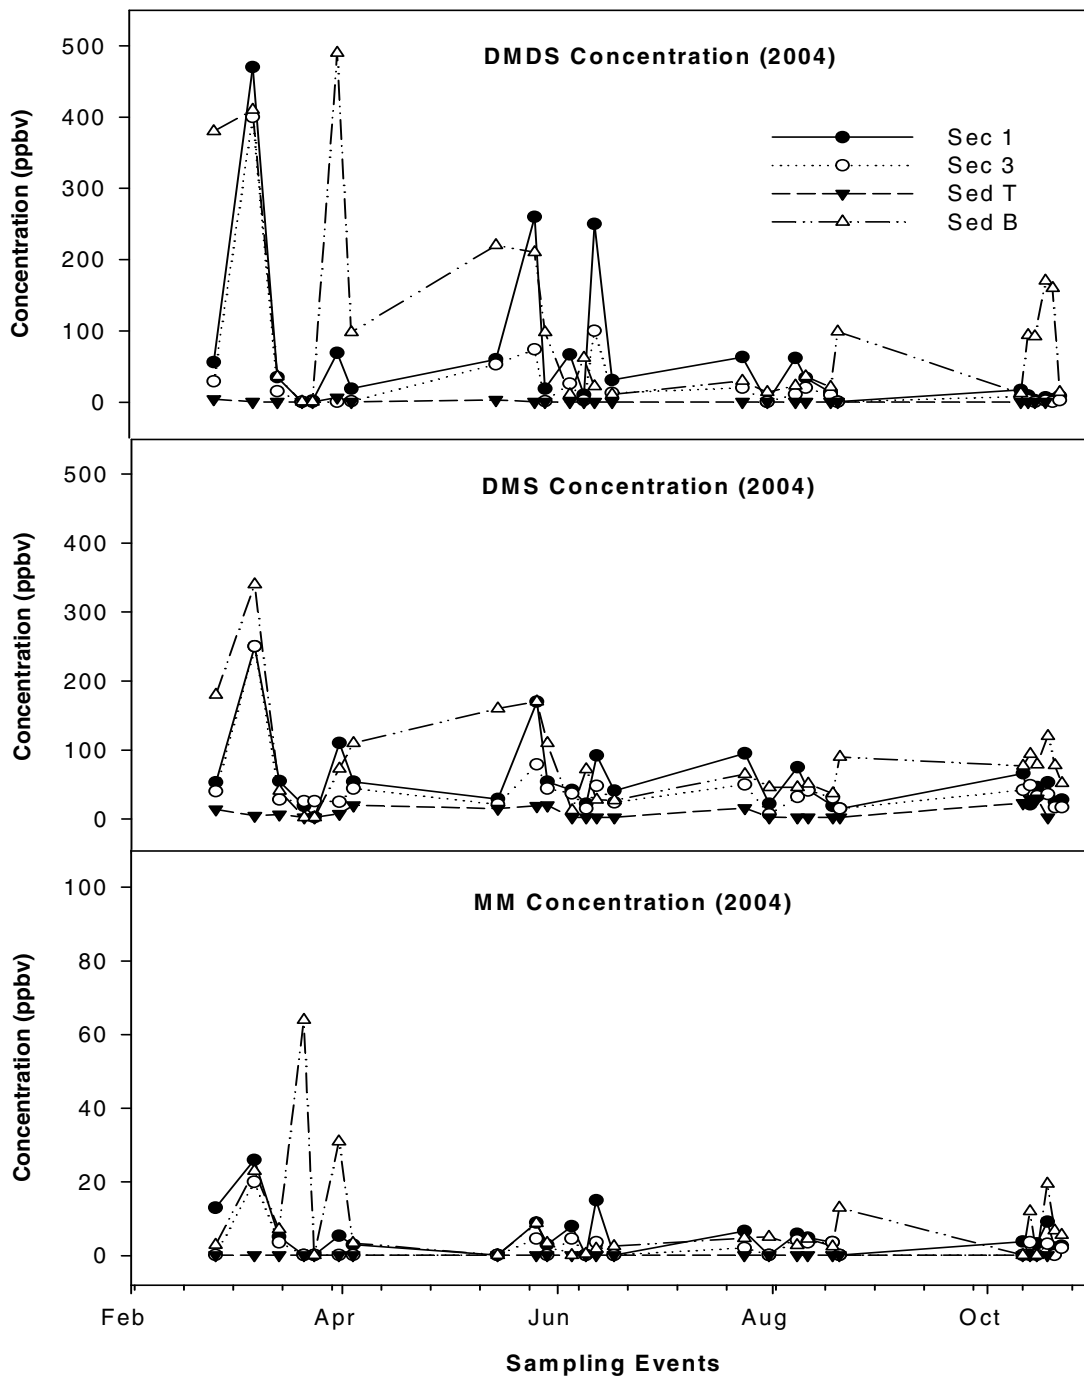 DMDS Concentration (2004)
Concentration (ppbv)
500
400
300
200
100
0
Sec 1
Sec 3
Sed T
Sed B
DMS Concentration (2004)
Concentration (ppbv)
500
400
300
200
100
0
MM Concentration (2004)
Concentration (ppbv)
100
80
60
40
20
0
Feb Apr Jun Aug Oct
Sampling Events